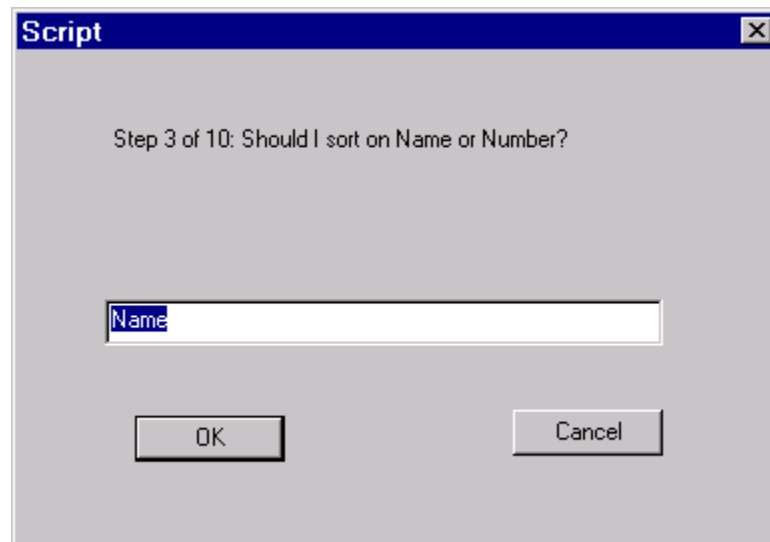 Script
Step 3 of 10: Should I sort on Name or Number?
Name
OK
Cancel